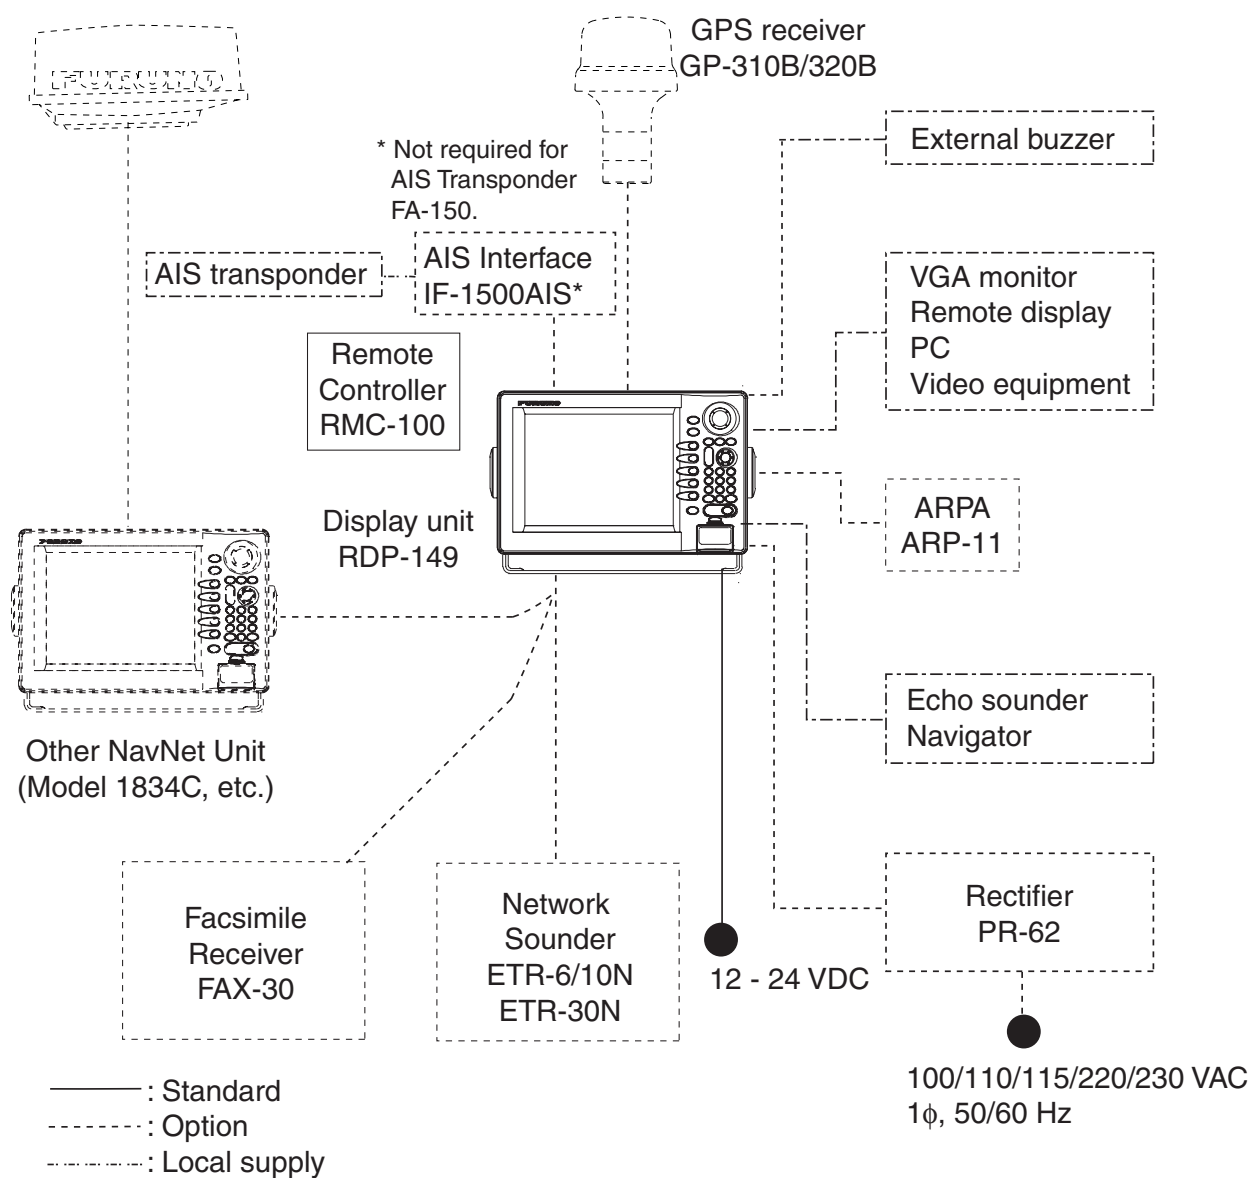 FURUNO
GPS receiver
GP-310B/320B
External buzzer
* Not required for
AIS Transponder
FA-150.
AIS transponder
AIS Interface
IF-1500AIS*
VGA monitor
Remote display
PC
Video equipment
Remote
Controller
RMC-100
FURUNO
Display unit
RDP-149
ARPA
ARP-11
FURUNO
Other NavNet Unit
(Model 1834C, etc.)
Echo sounder
Navigator
Facsimile
Receiver
FAX-30
Network
Sounder
ETR-6/10N
ETR-30N
12 - 24 VDC
Rectifier
PR-62
100/110/115/220/230 VAC
1ϕ, 50/60 Hz
: Standard
: Option
: Local supply